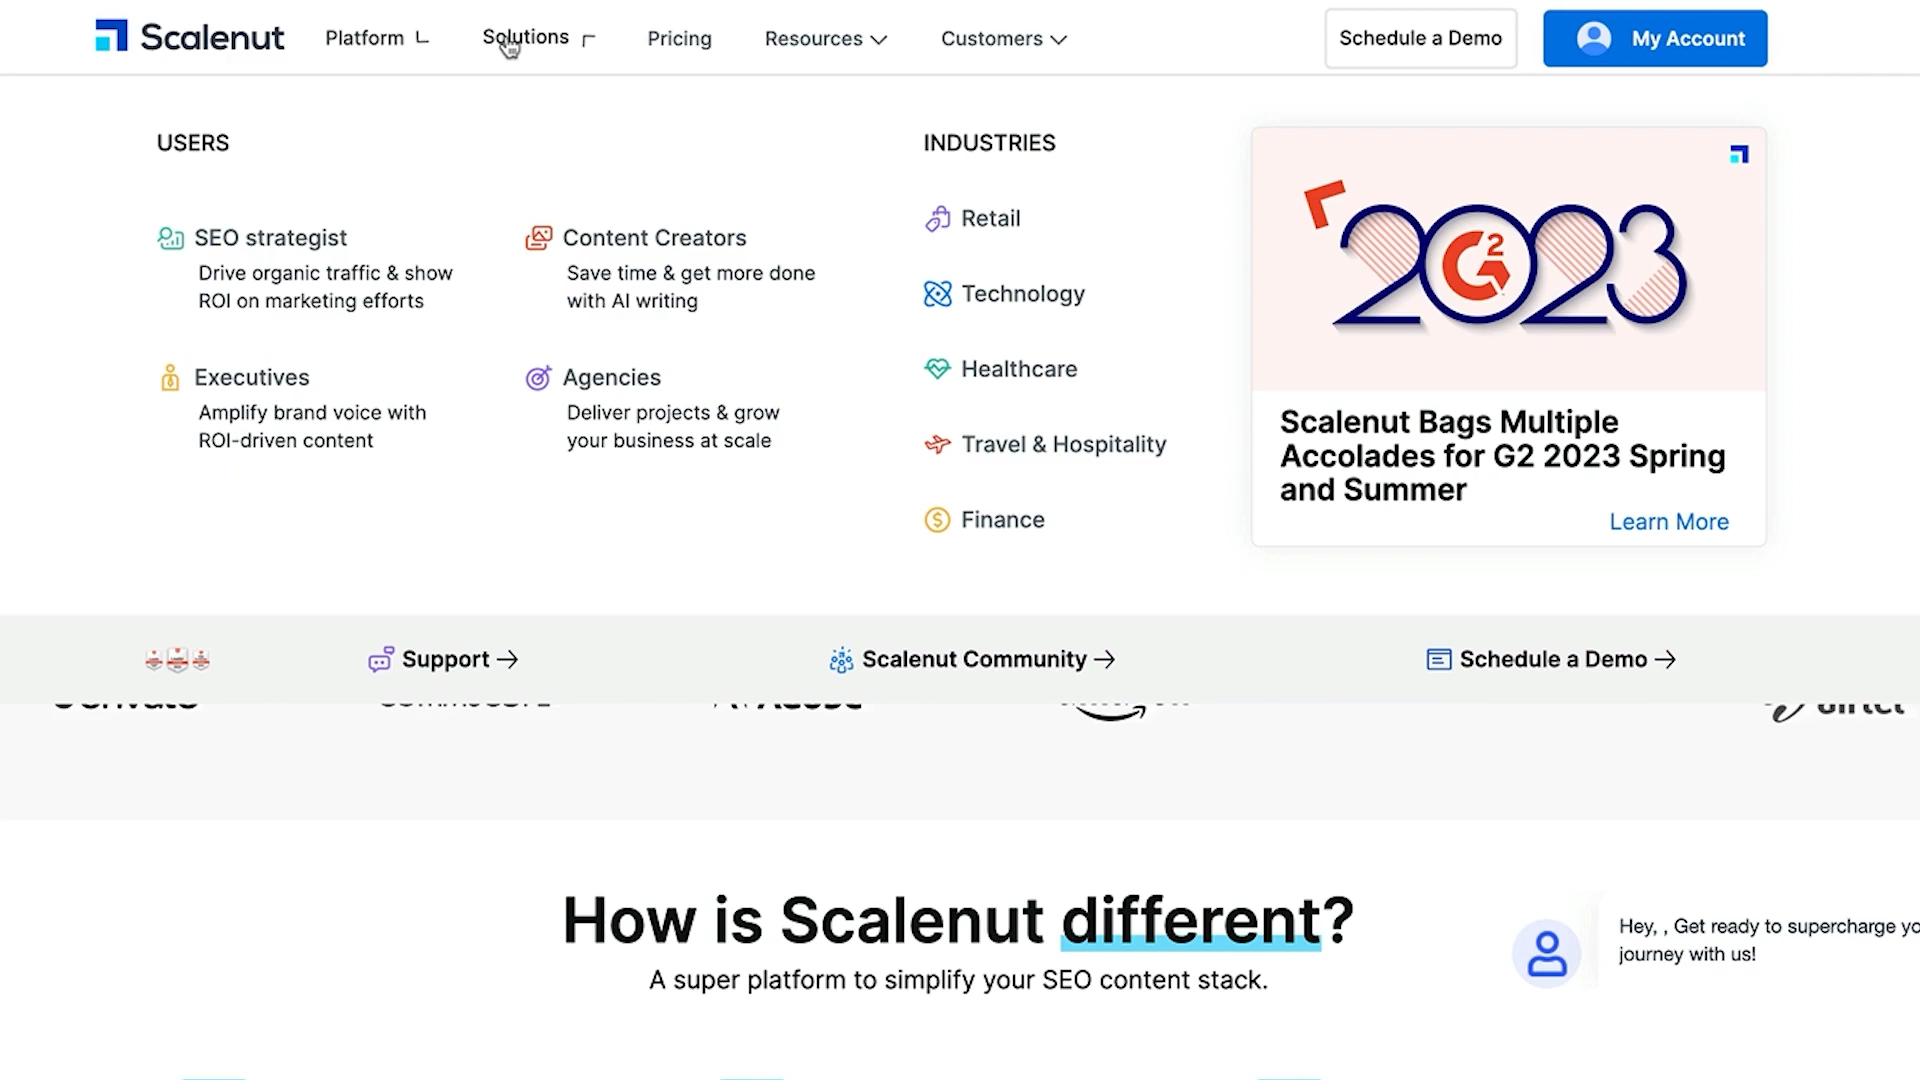 Scalenut
Platform
Solutions
Pricing
Resources
Customers
Schedule a Demo
My Account
USERS
SEO strategist
Drive organic traffic & show
ROI on marketing efforts
Content Creators
Save time & get more done
with AI writing
Executives
Amplify brand voice with
ROI-driven content
Agencies
Deliver projects & grow
your business at scale
INDUSTRIES
Retail
Technology
Healthcare
Travel & Hospitality
Finance
2023
G2
Scalenut Bags Multiple
Accolades for G2 2023 Spring
and Summer
Learn More
Support →
Scalenut Community →
Schedule a Demo →
How is Scalenut different?
A super platform to simplify your SEO content stack.
Hey, , Get ready to supercharge yo
journey with us!